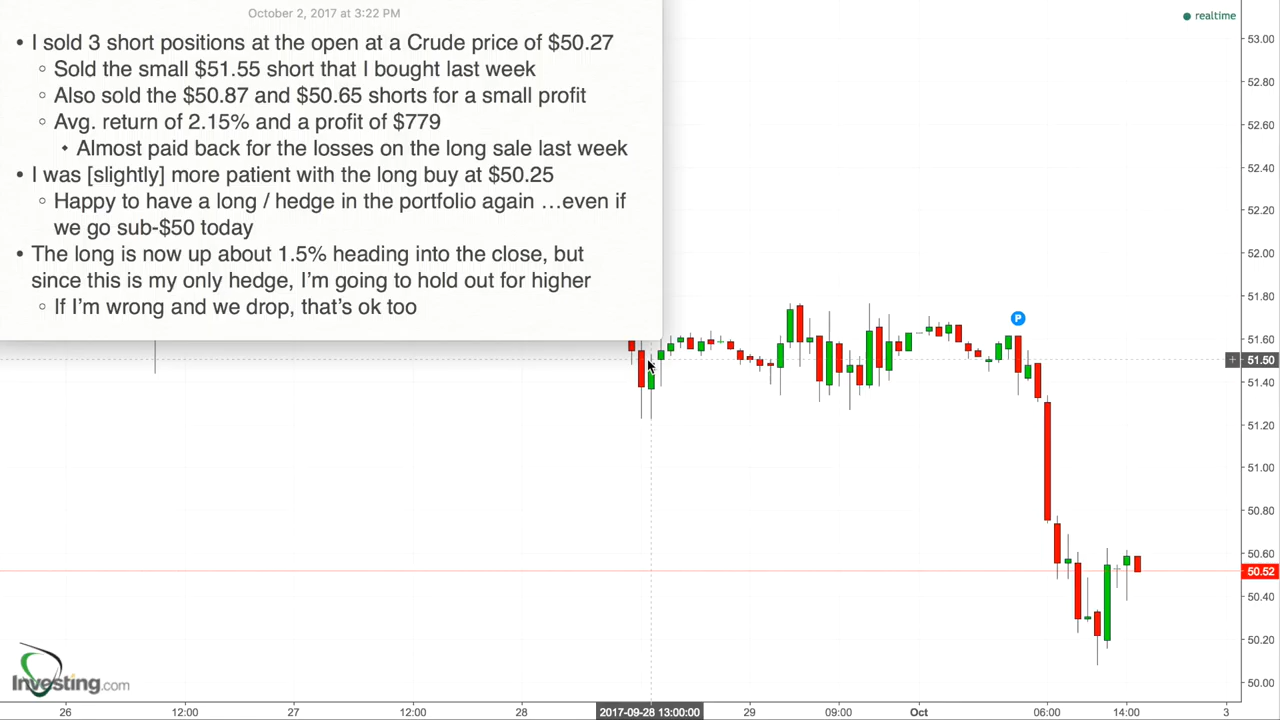 October 2, 2017 at 3:22 PM
• I sold 3 short positions at the open at a Crude price of $50.27
◦ Sold the small $51.55 short that I bought last week
◦ Also sold the $50.87 and $50.65 shorts for a small profit
◦ Avg. return of 2.15% and a profit of $779
⬩ Almost paid back for the losses on the long sale last week
• I was [slightly] more patient with the long buy at $50.25
◦ Happy to have a long / hedge in the portfolio again …even if
we go sub-$50 today
• The long is now up about 1.5% heading into the close, but
since this is my only hedge, I'm going to hold out for higher
◦ If I'm wrong and we drop, that's ok too
realtime
53.00
52.80
52.60
52.40
52.20
52.00
51.80
P
51.60
+ 51.50
51.40
51.20
51.00
50.80
50.60
50.52
50.40
50.20
50.00
Investing.com
26
12:00
27
12:00
28
2017-09-28 13:00:00
29
09:00
Oct
06:00
14:00
3